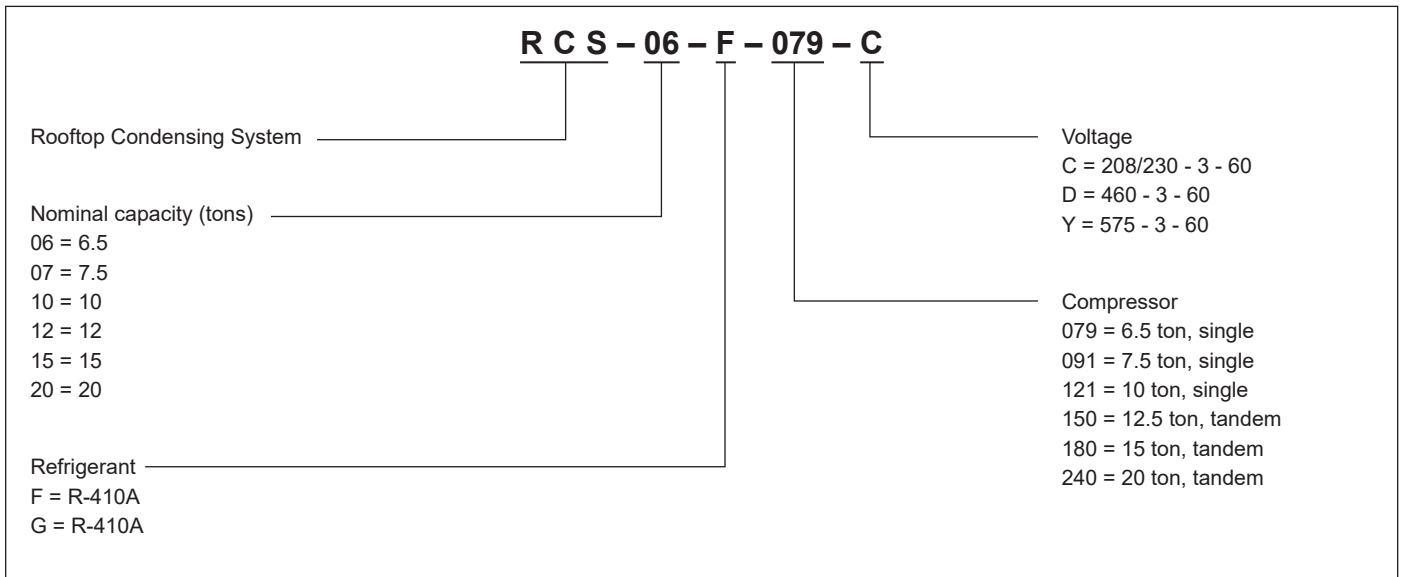 R C S – 06 – F – 079 – C
Rooftop Condensing System
Nominal capacity (tons)
06 = 6.5
07 = 7.5
10 = 10
12 = 12
15 = 15
20 = 20
Refrigerant
F = R-410A
G = R-410A
Voltage
C = 208/230 - 3 - 60
D = 460 - 3 - 60
Y = 575 - 3 - 60
Compressor
079 = 6.5 ton, single
091 = 7.5 ton, single
121 = 10 ton, single
150 = 12.5 ton, tandem
180 = 15 ton, tandem
240 = 20 ton, tandem